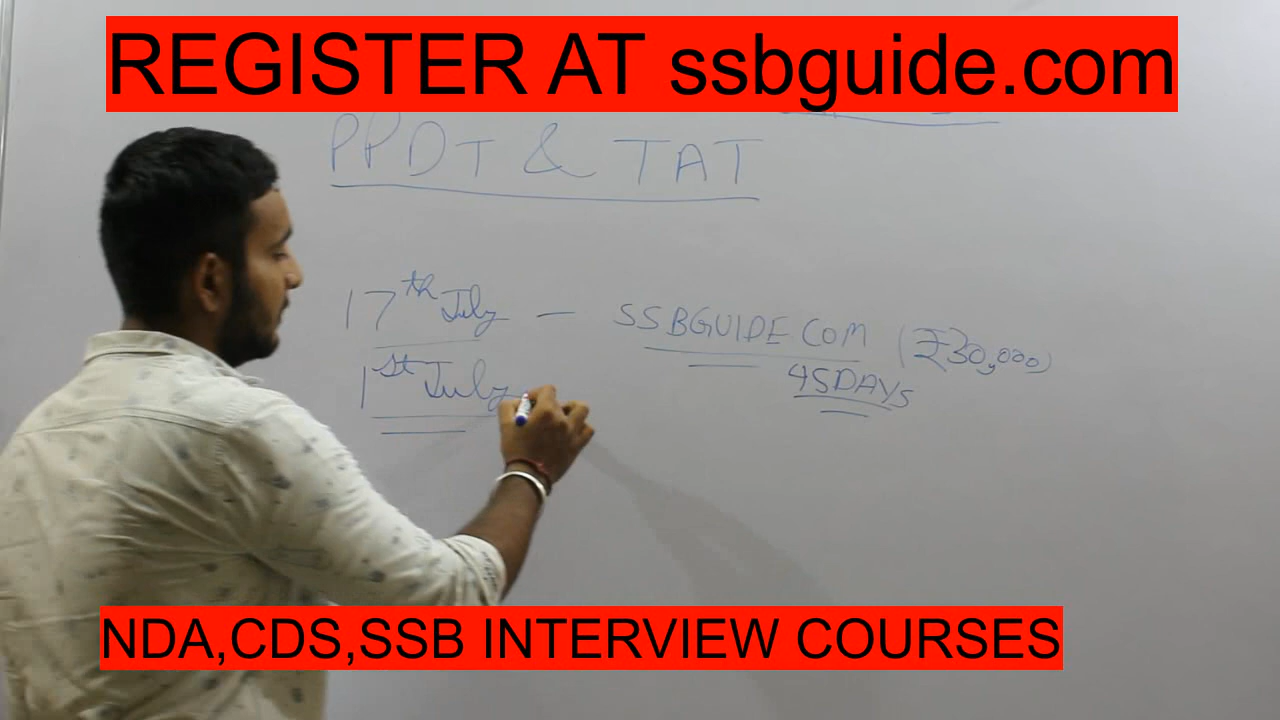 REGISTER AT ssbguide.com
PPDT & TAT
17th July — SSBGUIDE.COM (₹30,000)
45DAYS
1st July
NDA,CDS,SSB INTERVIEW COURSES